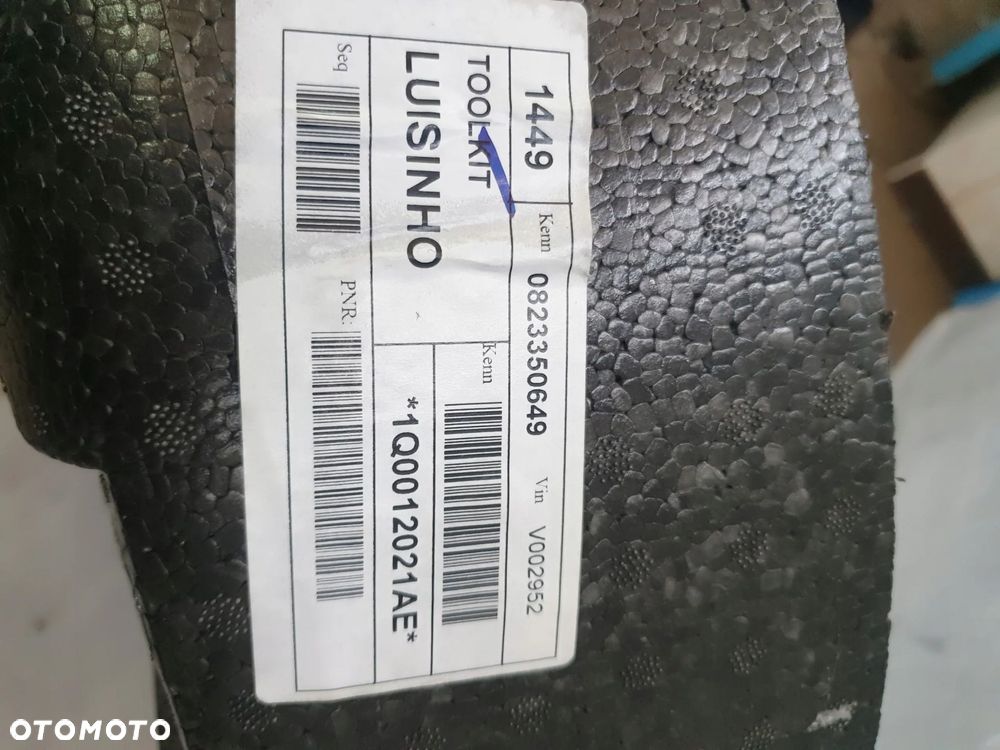 1449 Kenn 0823350649 Vin V002952
TOOLKIT
Kenn
LUISINHO
*1Q0012021AE*
Seq PNR:
OTOMOTO